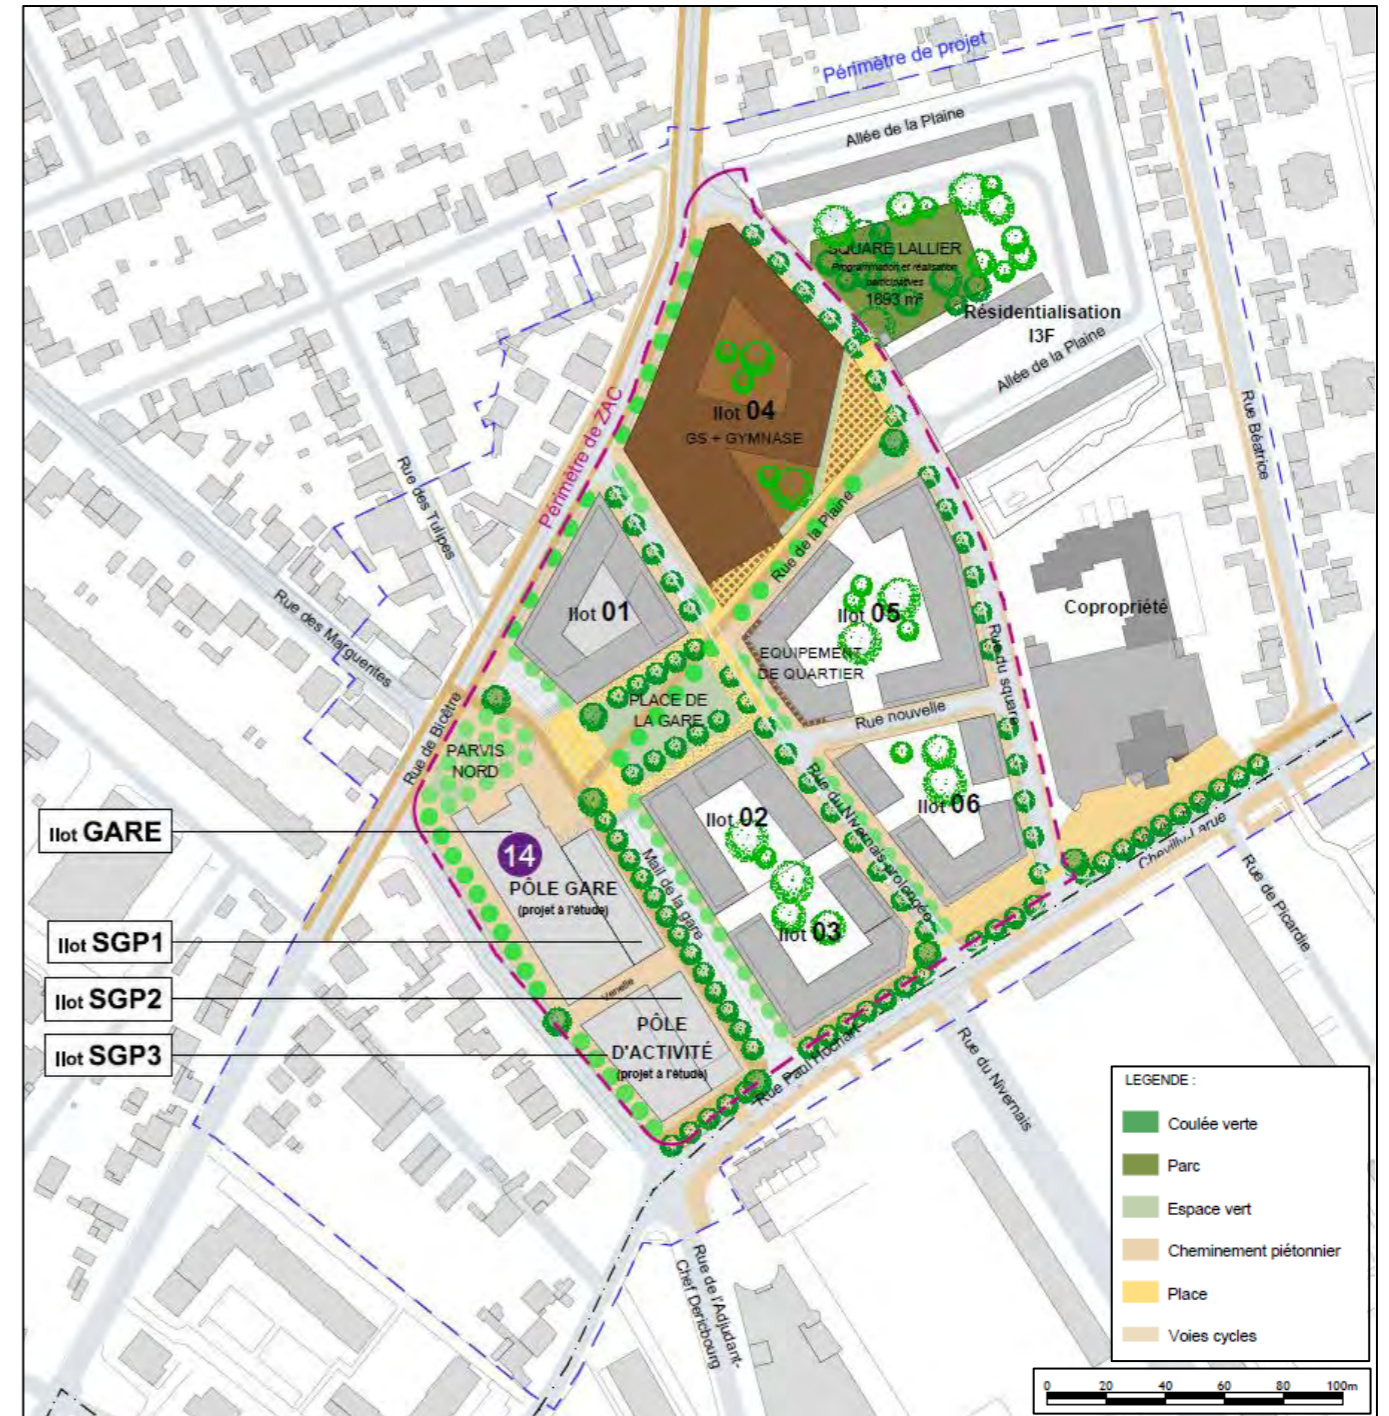 Périmètre de projet
Allée de la Plaine
SQUARE LALLIER
Programmation et réalisation
participatives
1893 m²
Résidentialisation
I3F
Allée de la Plaine
Rue Béatrice
Périmètre de ZAC
Ilot 04
GS + GYMNASE
Rue des Tulipes
Rue de la Plaine
Rue des Marguerites
Ilot 01
Ilot 05
Copropriété
EQUIPEMENT
DE QUARTIER
Rue du square
PLACE DE
LA GARE
Rue nouvelle
Rue de Bicêtre
PARVIS
NORD
Ilot 02
Rue du Nivernais prolongée
Ilot 06
Ilot GARE
14
PÔLE GARE
(projet à l'étude)
Mail de la gare
Chevilly-Larue
Rue de Picardie
Ilot 03
Ilot SGP1
Ilot SGP2
Venelle
PÔLE
D'ACTIVITÉ
(projet à l'étude)
Ilot SGP3
Rue Paul Hochart
Rue du Nivernais
Rue de l'Adjudant-
Chef Dericbourg
LEGENDE :
Coulée verte
Parc
Espace vert
Cheminement piétonnier
Place
Voies cycles
0 20 40 60 80 100m